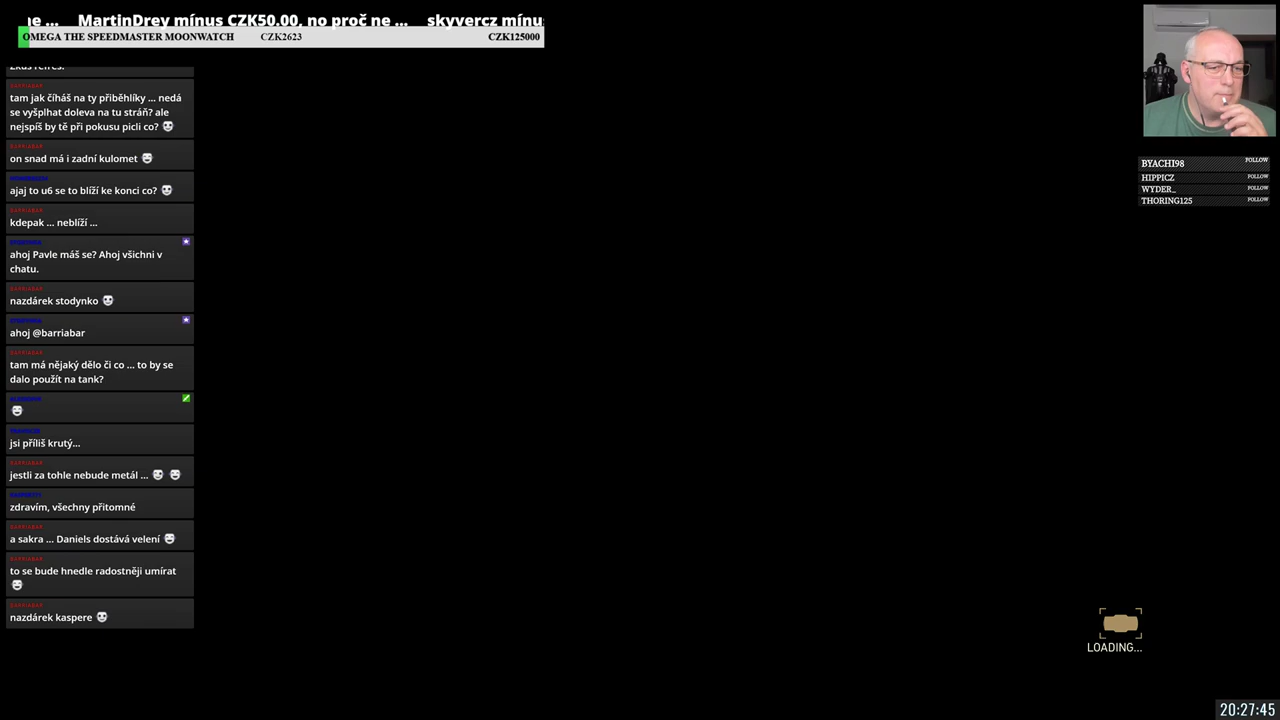 MartinDrev mínus CZK50.00, no proč ne ... skyvercz mínu
OMEGA THE SPEEDMASTER MOONWATCH CZK2623 CZK125000
tam jak číháš na ty přiběhlíky ... nedá
se vyšplhat doleva na tu stráň? ale
nejspíš by tě při pokusu picli co?
on snad má i zadní kulomet
ajaj to u6 se to blíží ke konci co?
kdepak ... neblíží ...
ahoj Pavle máš se? Ahoj všichni v
chatu.
nazdárek stodynko
ahoj @barriabar
tam má nějaký dělo či co ... to by se
dalo použít na tank?
jsi příliš krutý...
jestli za tohle nebude metál ...
zdravím, všechny přitomné
BARRIABAR
a sakra ... Daniels dostává velení
BARRIABAR
to se bude hnedle radostněji umírat
BARRIABAR
nazdárek kaspere
BYACHI98 FOLLOW
HIPPICZ FOLLOW
WYDER_ FOLLOW
THORING125 FOLLOW
LOADING...
20:27:45